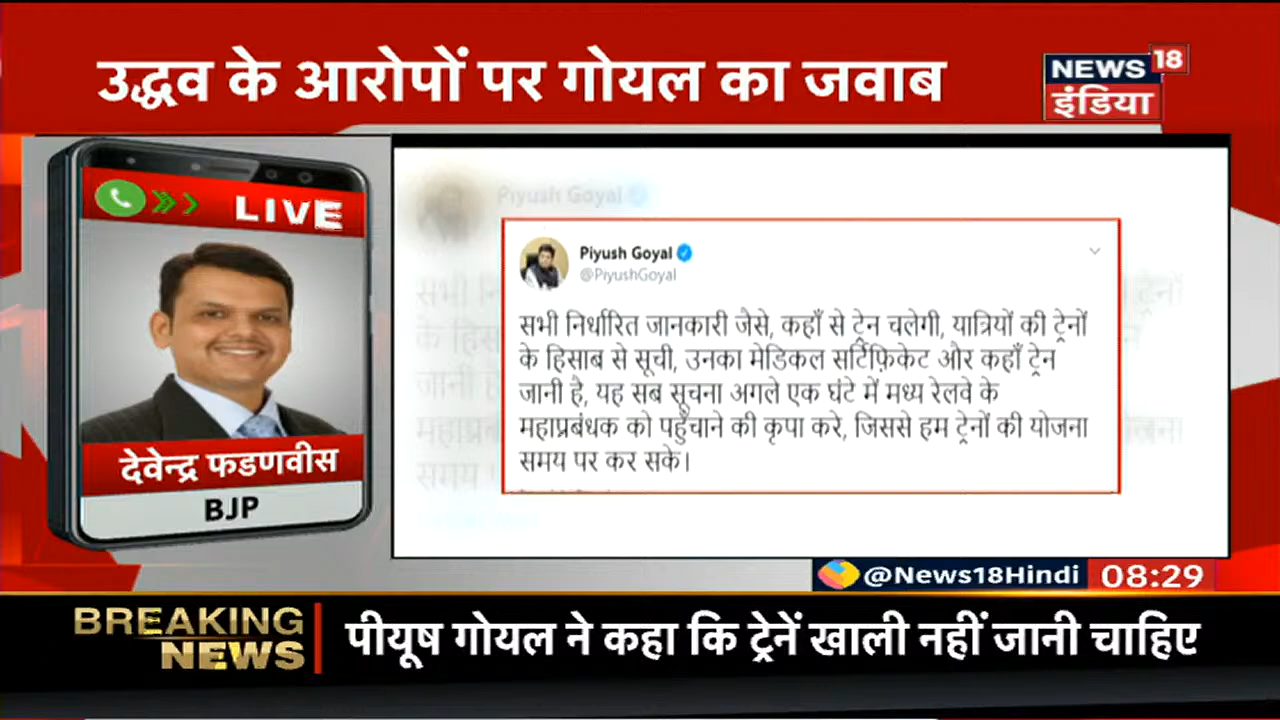 उद्धव के आरोपों पर गोयल का जवाब
NEWS 18
इंडिया
LIVE
देवेन्द्र फडणवीस
BJP
Piyush Goyal
Piyush Goyal
@PiyushGoyal
सभी निर्धारित जानकारी जैसे, कहाँ से ट्रेन चलेगी, यात्रियों की ट्रेनों
के हिसाब से सूची, उनका मेडिकल सर्टिफ़िकेट और कहाँ ट्रेन
जानी है, यह सब सूचना अगले एक घंटे में मध्य रेलवे के
महाप्रबंधक को पहुँचाने की कृपा करे, जिससे हम ट्रेनों की योजना
समय पर कर सके।
@News18Hindi 08:29
BREAKING
NEWS
पीयूष गोयल ने कहा कि ट्रेनें खाली नहीं जानी चाहिए